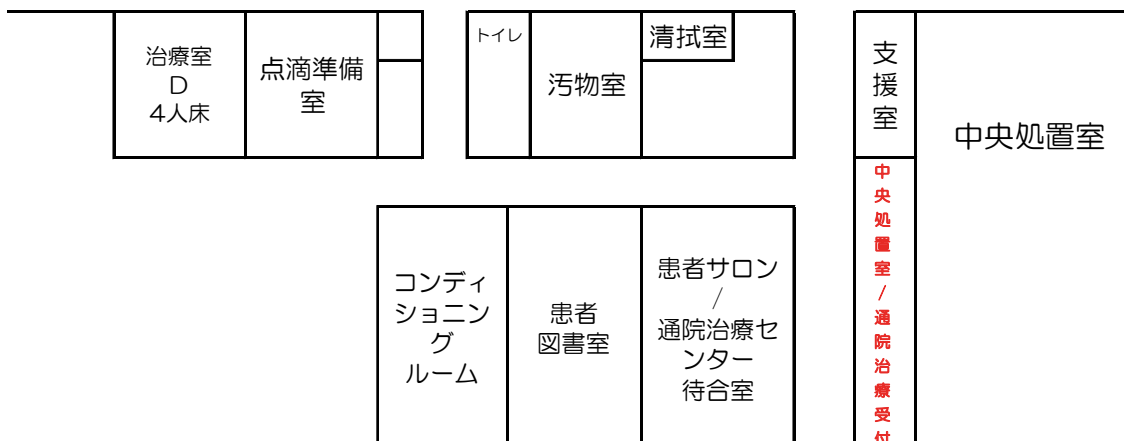 治療室
D
4人床
点滴準備
室
トイレ
汚物室
清拭室
支
援
室
中央処置室
コンディ
ショニン
グ
ルーム
患者
図書室
患者サロン
/
通院治療セ
ンター
待合室
中
央
処
置
室
/
通
院
治
療
受
付